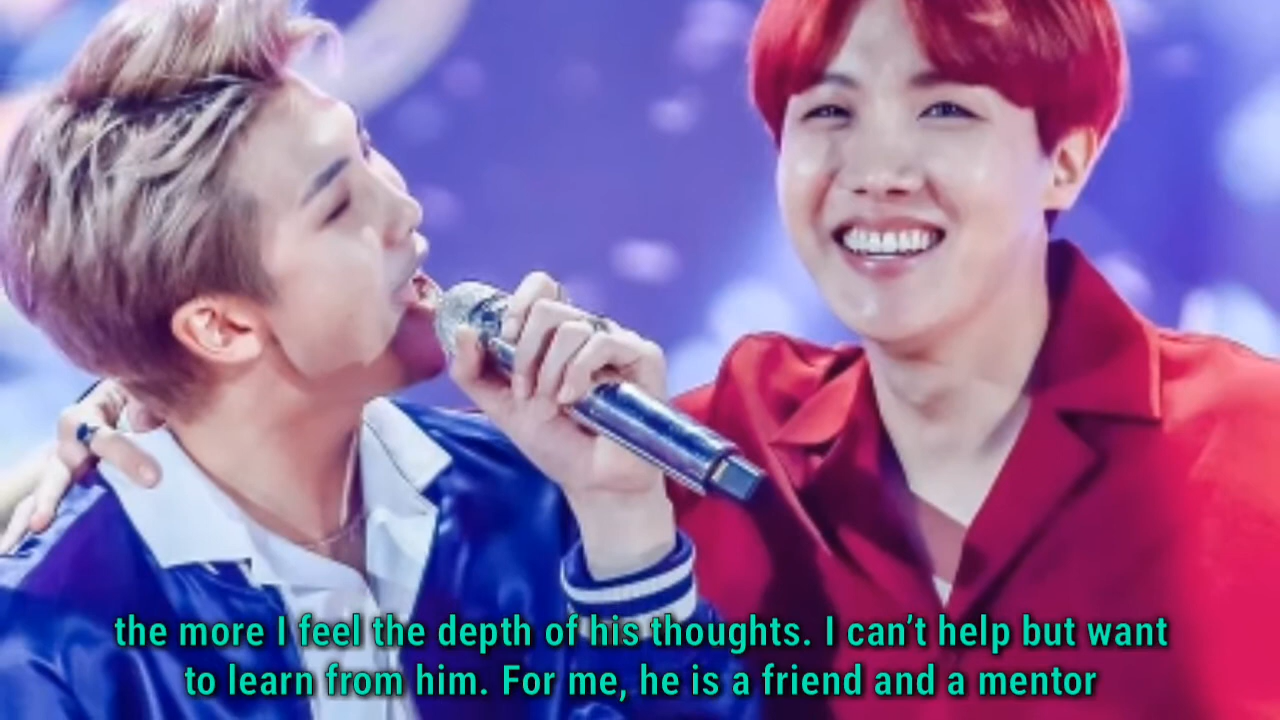 the more I feel the depth of his thoughts. I can’t help but want
to learn from him. For me, he is a friend and a mentor